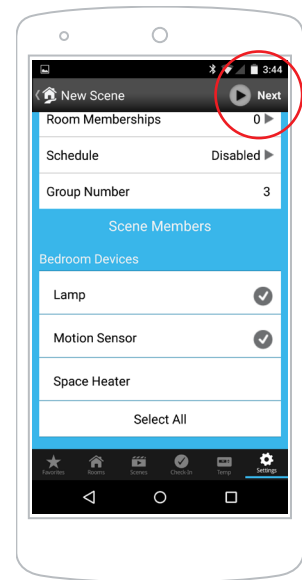 3:44
New Scene
Next
Room Memberships 0
Schedule Disabled
Group Number 3
Scene Members
Bedroom Devices
Lamp
Motion Sensor
Space Heater
Select All
Favorites Rooms Scenes Check-In Temp Settings